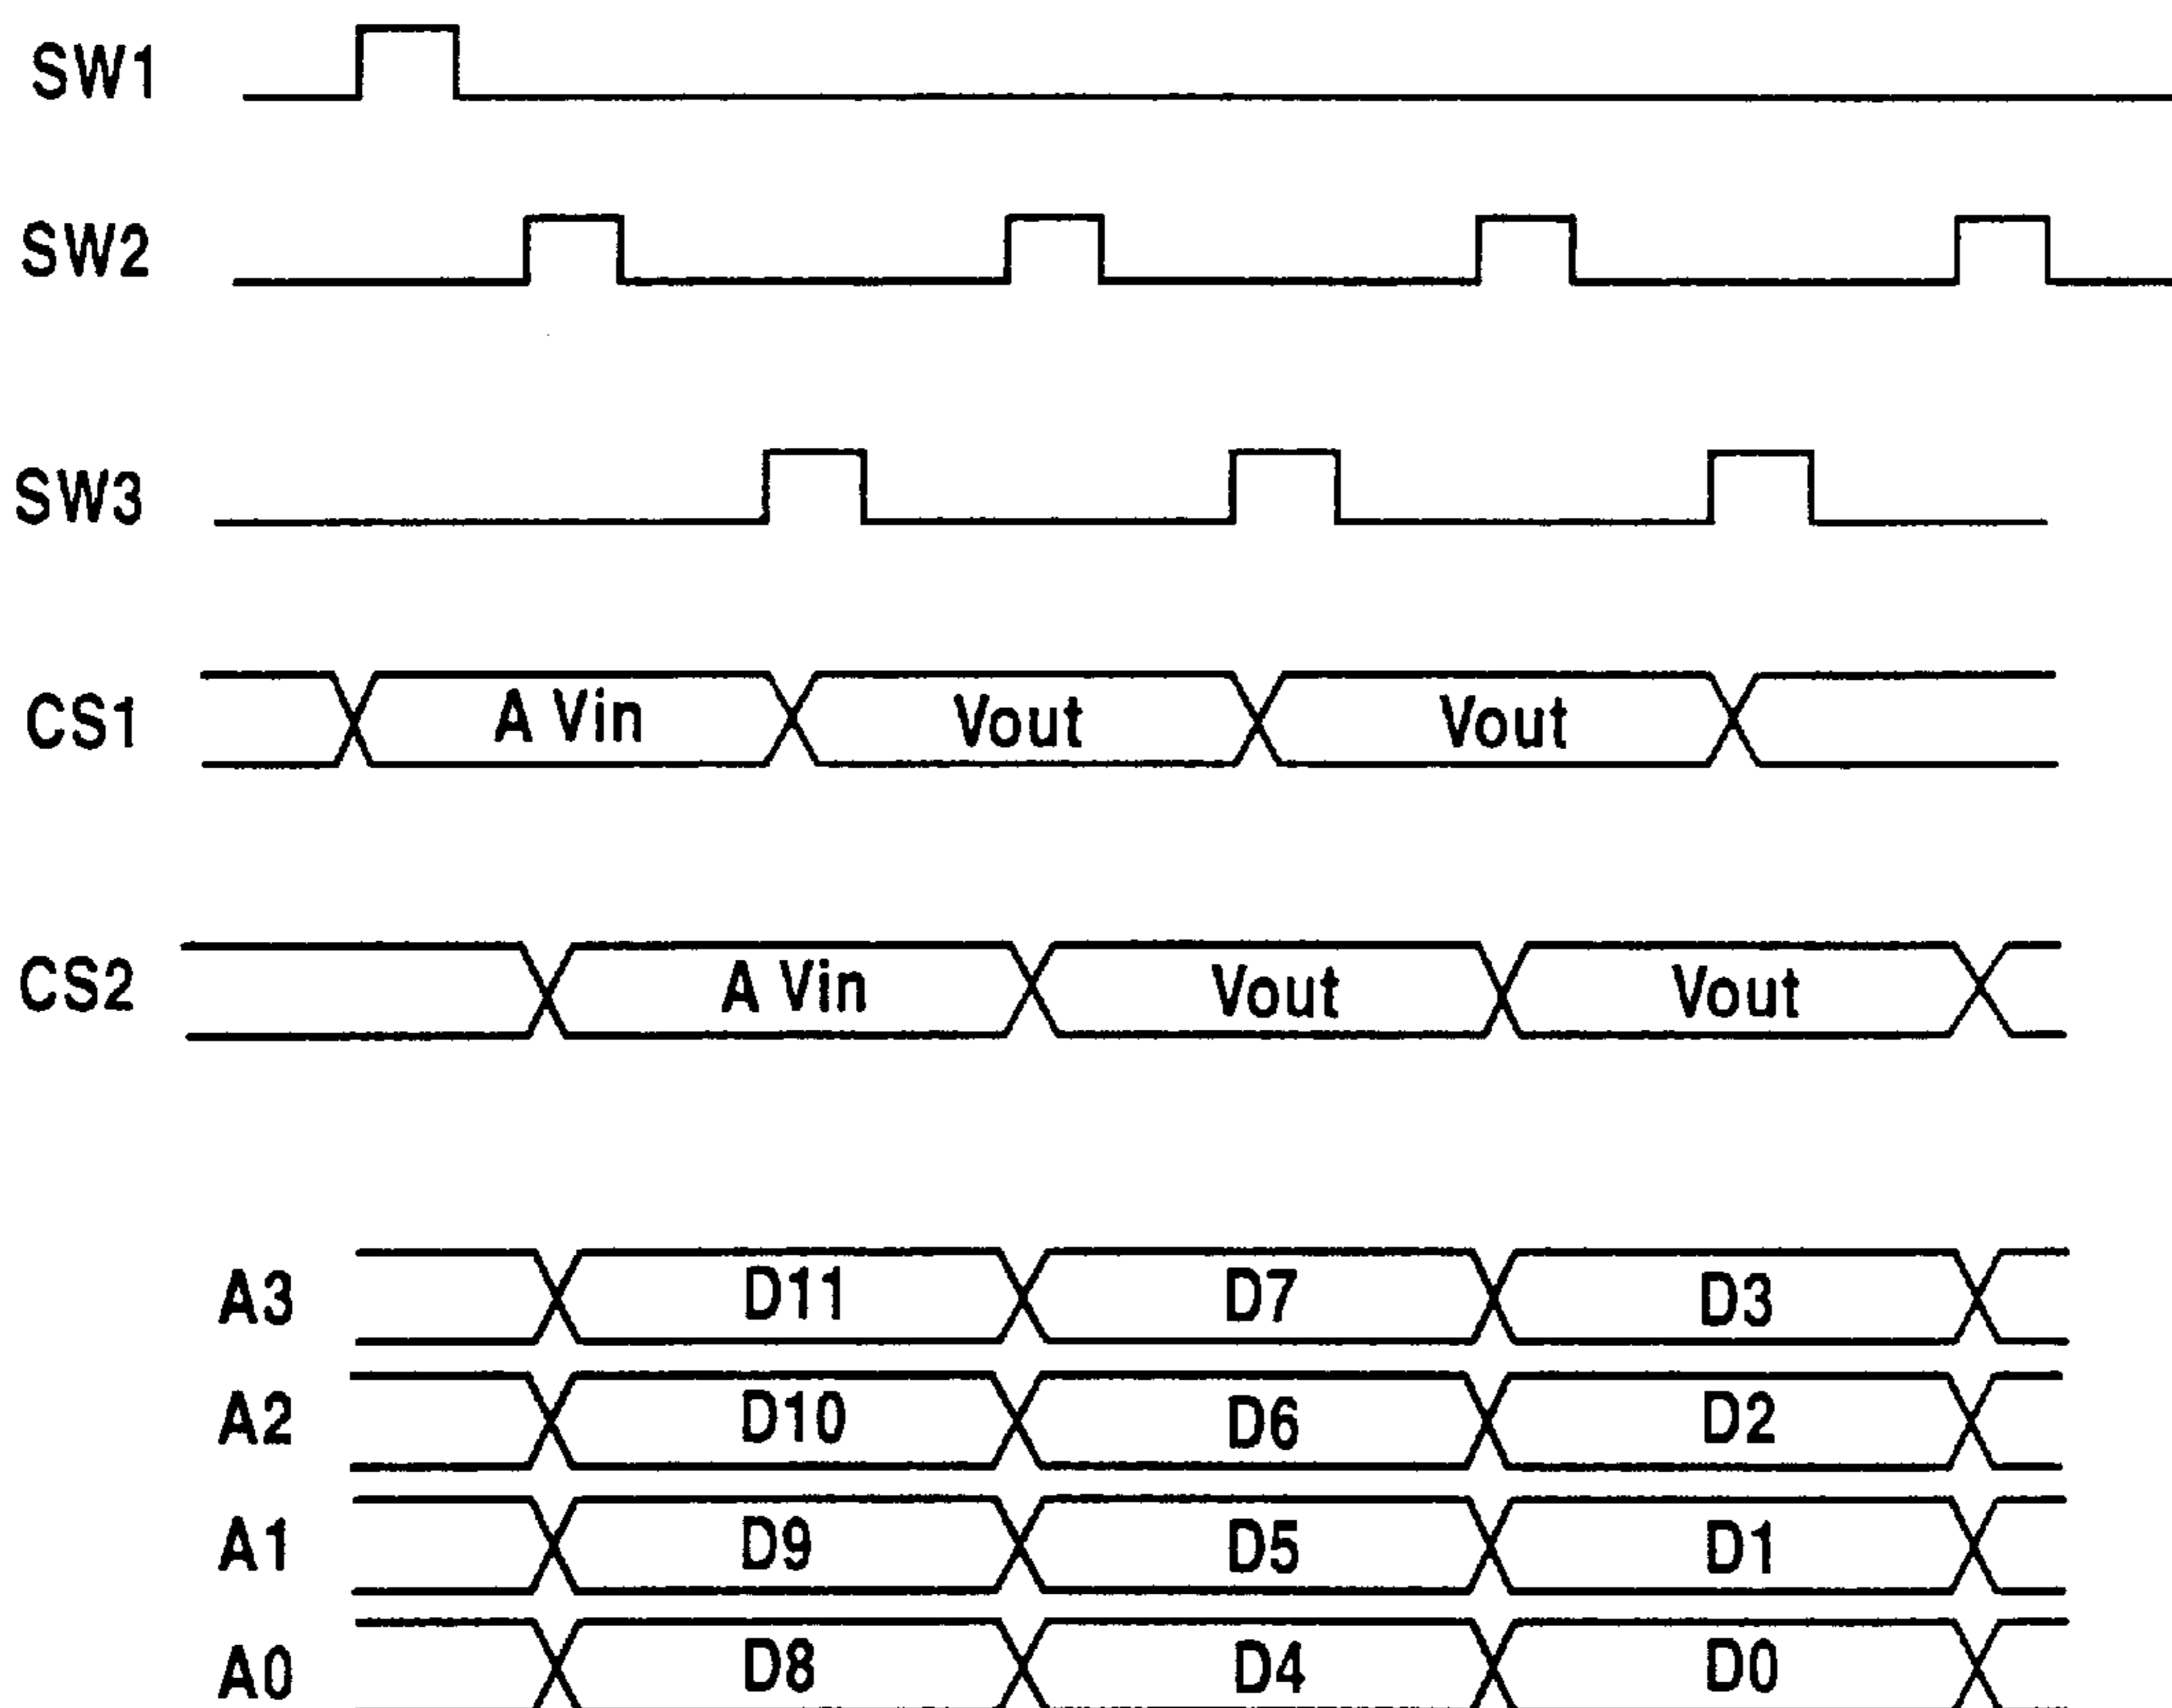 SW1
SW2
SW3
CS1 A Vin Vout Vout
CS2 A Vin Vout Vout
A3 D11 D7 D3
A2 D10 D6 D2
A1 D9 D5 D1
A0 D8 D4 D0